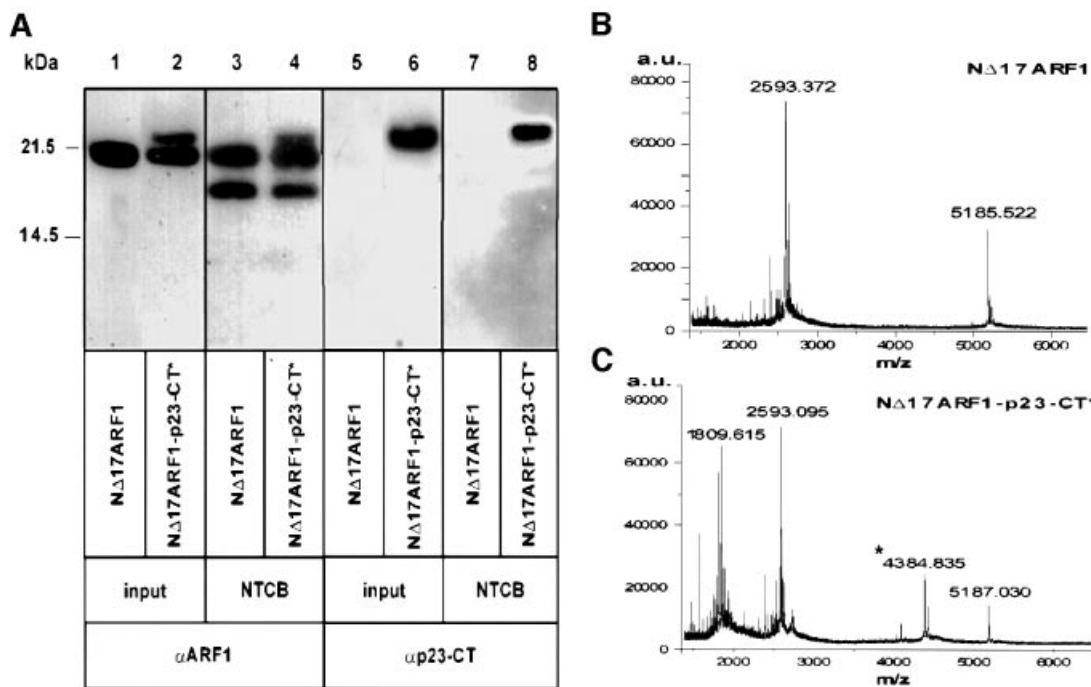 A
kDa 1 2 3 4 5 6 7 8
21.5
14.5
NΔ17ARF1
NΔ17ARF1-p23-CT*
NΔ17ARF1
NΔ17ARF1-p23-CT*
NΔ17ARF1
NΔ17ARF1-p23-CT*
NΔ17ARF1
NΔ17ARF1-p23-CT*
input NTCB input NTCB
αARF1 αp23-CT
B
a.u. NΔ17ARF1
80000
60000
40000
20000
0
2593.372
5185.522
2000 3000 4000 5000 6000
m/z
C
a.u. NΔ17ARF1-p23-CT*
80000
60000
40000
20000
0
1809.615
2593.095
*
4384.835
5187.030
2000 3000 4000 5000 6000
m/z